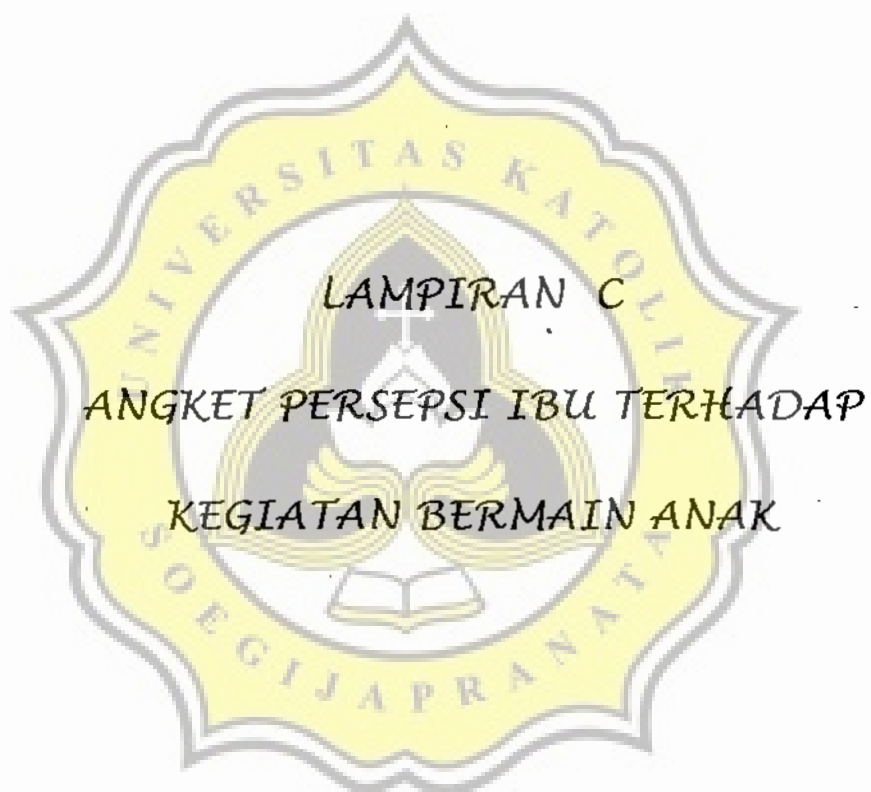 UNIVERSITAS KATOLIK
LAMPIRAN C
ANGKET PERSEPSI IBU TERHADAP
KEGIATAN BERMAIN ANAK
SOEGIJAPRANATA